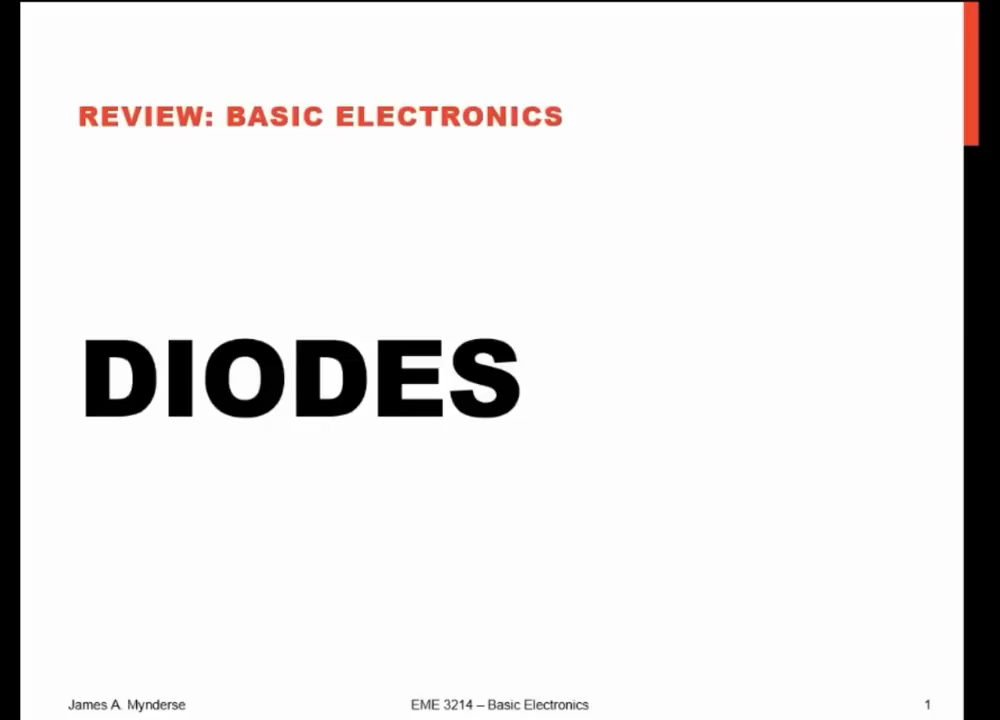 REVIEW: BASIC ELECTRONICS
DIODES
James A. Mynderse EME 3214 – Basic Electronics 1